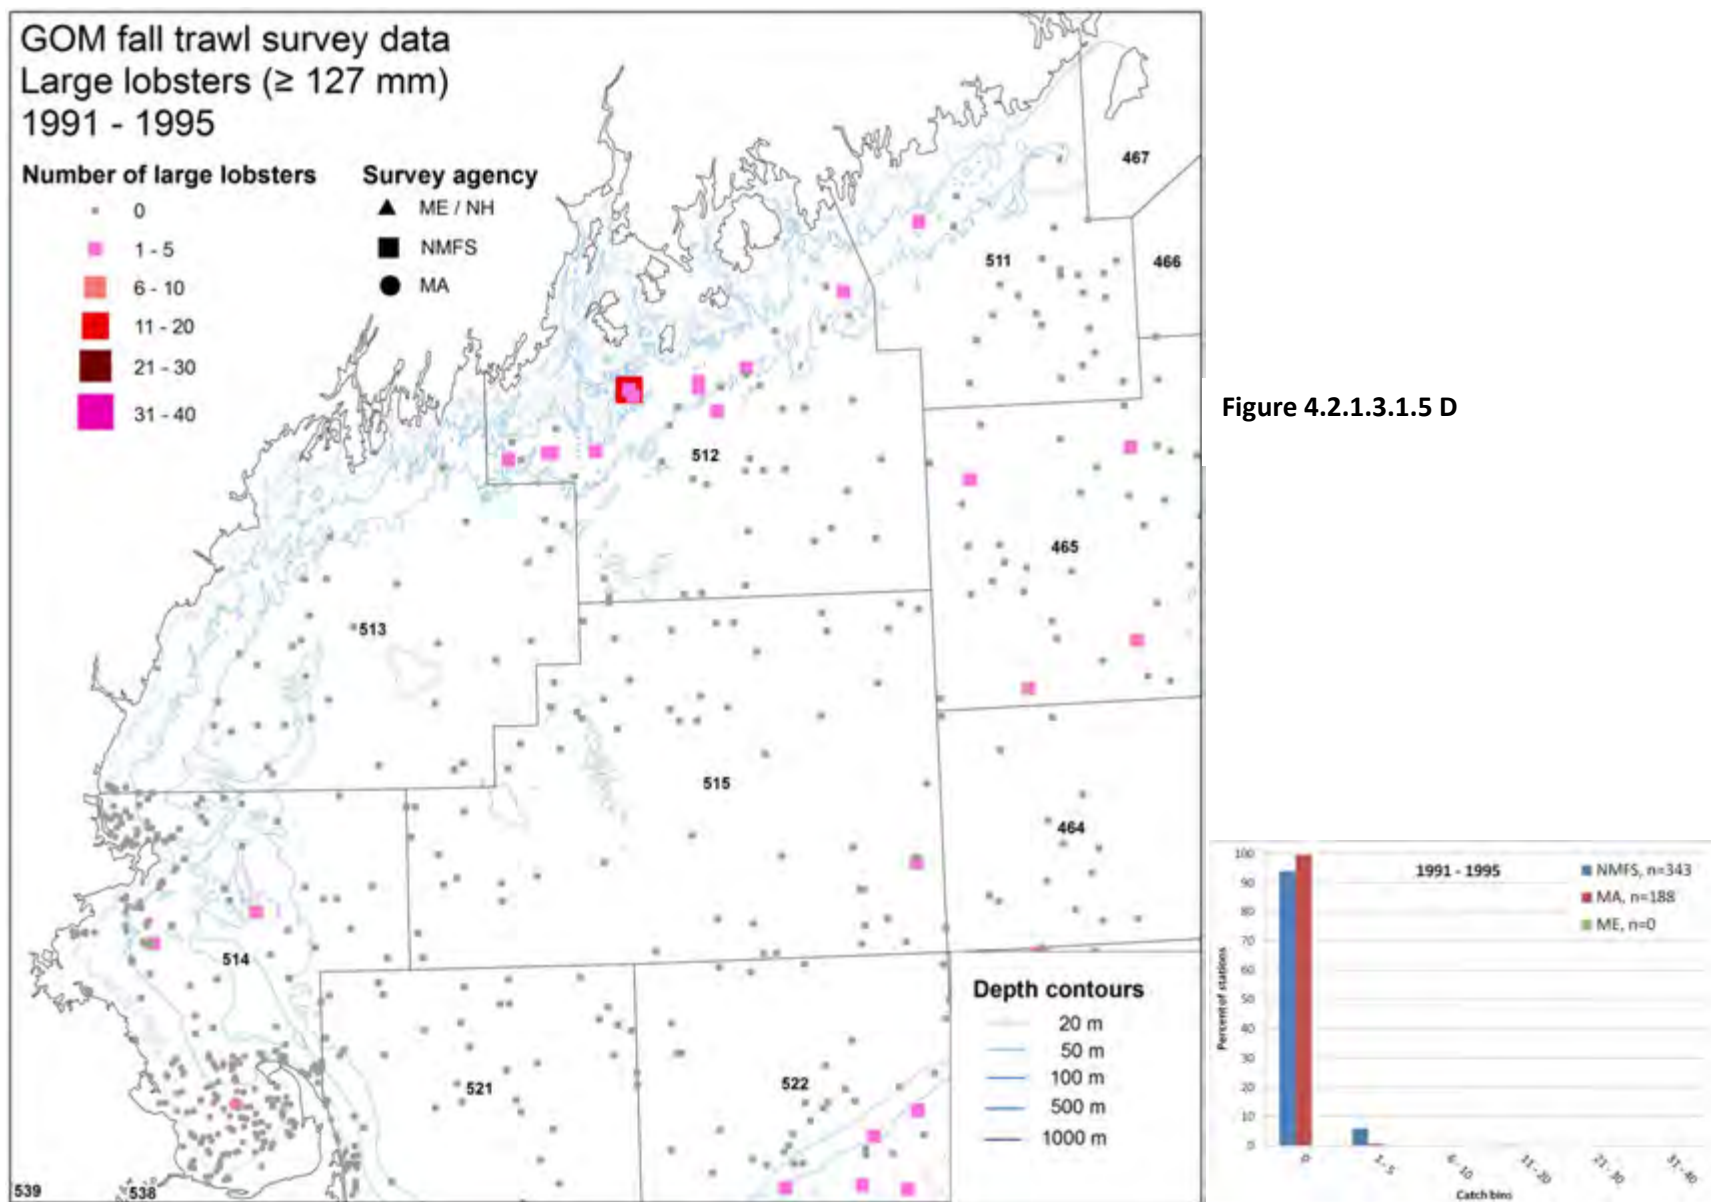 GOM fall trawl survey data
Large lobsters (≥ 127 mm)
1991 - 1995
Number of large lobsters
0
1 - 5
6 - 10
11 - 20
21 - 30
31 - 40
Survey agency
ME / NH
NMFS
MA
467
466
511
512
465
513
515
464
514
521
522
539
538
Depth contours
20 m
50 m
100 m
500 m
1000 m
Figure 4.2.1.3.1.5 D
1991 - 1995
NMFS, n=343
MA, n=188
ME, n=0
Percent of stations
100
90
80
70
60
50
40
30
20
10
0
0
1 - 5
6 - 10
11 - 20
21 - 30
31 - 40
Catch bins